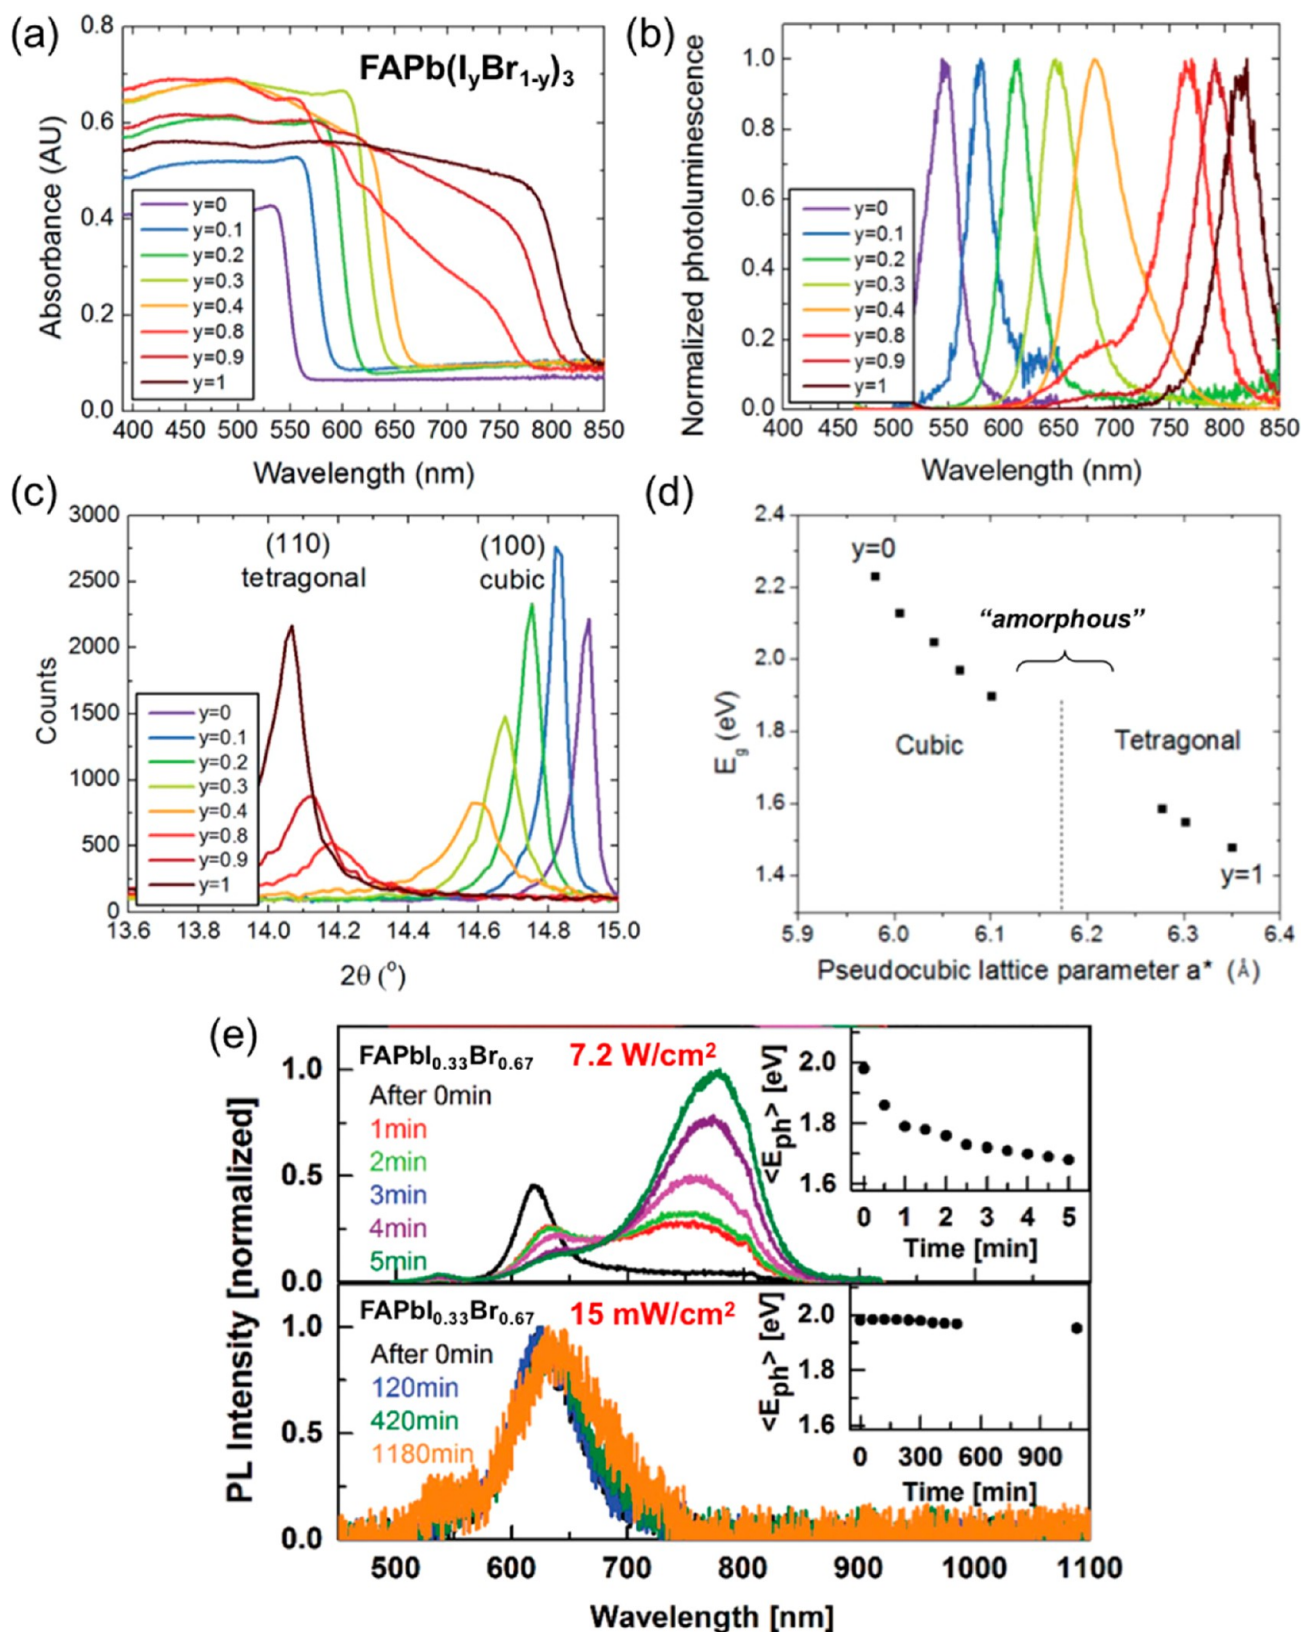 (a)
0.8
0.6
0.4
0.2
0.0
Absorbance (AU)
FAPb(IyBr1-y)3
y=0
y=0.1
y=0.2
y=0.3
y=0.4
y=0.8
y=0.9
y=1
400 450 500 550 600 650 700 750 800 850
Wavelength (nm)
(b)
1.0
0.8
0.6
0.4
0.2
0.0
Normalized photoluminescence
y=0
y=0.1
y=0.2
y=0.3
y=0.4
y=0.8
y=0.9
y=1
500 550 600 650 700 750 800 850
Wavelength (nm)
(c)
3000
2500
2000
1500
1000
500
0
Counts
(110)
tetragonal
(100)
cubic
y=0
y=0.1
y=0.2
y=0.3
y=0.4
y=0.8
y=0.9
y=1
13.6 13.8 14.0 14.2 14.4 14.6 14.8 15.0
2θ (°)
(d)
2.4
2.2
2.0
1.8
1.6
1.4
Eg (eV)
y=0
“amorphous”
Cubic
Tetragonal
y=1
5.9 6.0 6.1 6.2 6.3 6.4
Pseudocubic lattice parameter a* (Å)
(e)
PL Intensity [normalized]
1.0
0.5
0.0
FAPbI0.33Br0.67
7.2 W/cm2
After 0min
1min
2min
3min
4min
5min
<Eph> [eV]
2.0
1.8
1.6
0 1 2 3 4 5
Time [min]
1.0
0.5
0.0
FAPbI0.33Br0.67
15 mW/cm2
After 0min
120min
420min
1180min
<Eph> [eV]
2.0
1.8
1.6
0 300 600 900
Time [min]
500 600 700 800 900 1000 1100
Wavelength [nm]